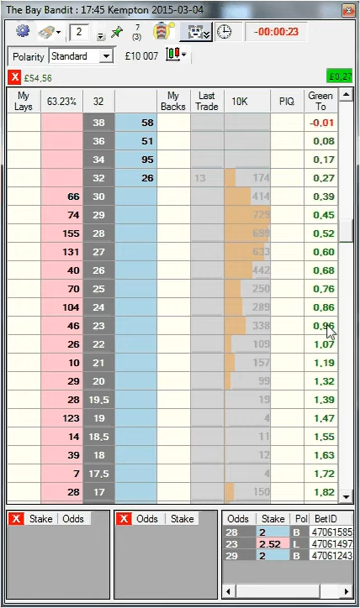 The Bay Bandit : 17:45 Kempton 2015-03-04
2 7 (3) -00:00:23
Polarity Standard £10 007
X £54,56 £0,27
My Lays 63.23% 32 My Backs Last Trade 10K PIQ Green To
38 58 -0,01
36 51 0,08
34 95 0,17
32 26 13 174 0,27
66 30 414 0,39
74 29 729 0,45
155 28 699 0,52
131 27 633 0,60
40 26 442 0,68
70 25 250 0,76
104 24 289 0,86
46 23 338 0,96
26 22 109 1,07
10 21 157 1,19
29 20 99 1,32
28 19,5 19 1,39
123 19 4 1,47
14 18,5 11 1,55
39 18 12 1,63
4 17,5 7 1,72
28 17 150 1,82
X Stake Odds X Stake Odds Odds Stake Pol BetID
28 2 B 47061585
23 2.52 L 47061497
29 2 B 47061243